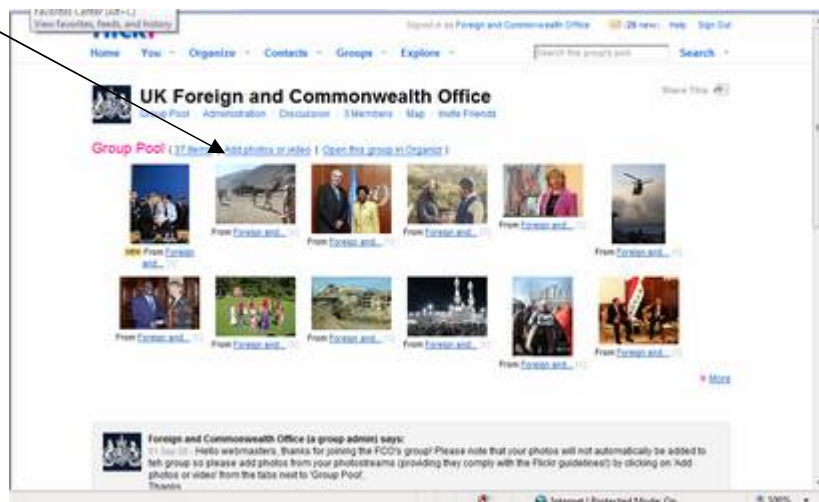 Favorites Center (Alt+C)
View favorites, feeds, and history
flickr
Signed in as Foreign and Commonwealth Office 28 new Help Sign Out
Home You Organize Contacts Groups Explore
Search the group's pool Search
UK Foreign and Commonwealth Office
Share This
Group Pool Administration Discussion 3 Members Map Invite Friends
Group Pool (37 items | Add photos or video | Open this group in Organizr)
NEW From Foreign and...
From Foreign and...
From Foreign and...
From Foreign and...
From Foreign and...
From Foreign and...
From Foreign and...
From Foreign and...
From Foreign and...
From Foreign and...
From Foreign and...
From Foreign and...
» More
Foreign and Commonwealth Office (a group admin) says:
Hello webmasters, thanks for joining the FCO's group! Please note that your photos will not automatically be added to
teh group so please add photos from your photostreams (providing they comply with the Flickr guidelines!) by clicking on 'Add
photos or video' from the tabs next to 'Group Pool'.
Thanks
Internet | Protected Mode: On 100%